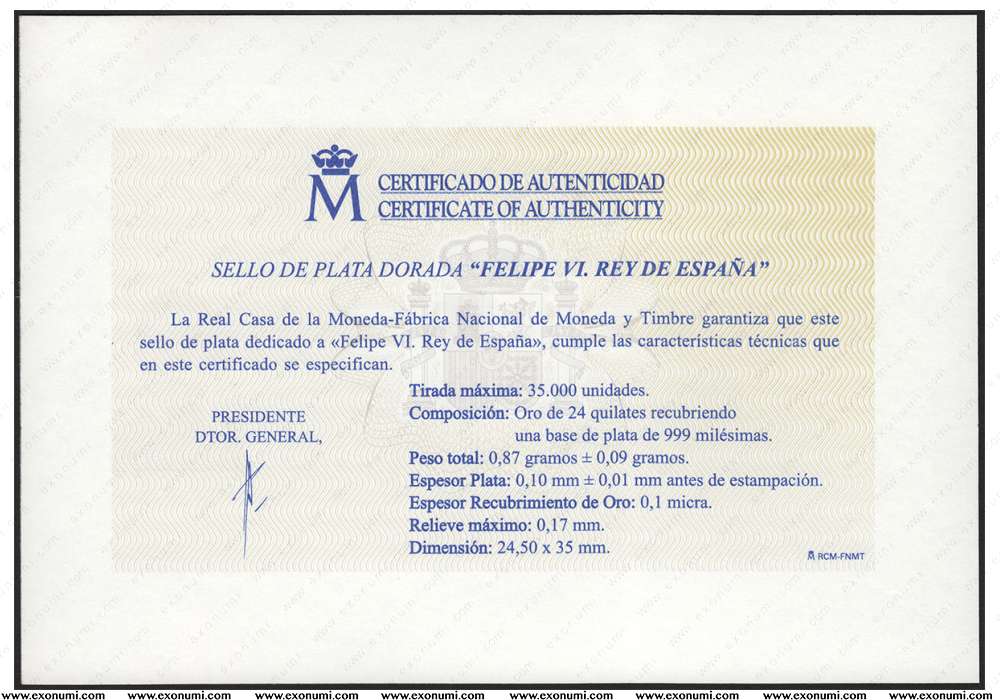 M
CERTIFICADO DE AUTENTICIDAD
CERTIFICATE OF AUTHENTICITY
SELLO DE PLATA DORADA “FELIPE VI. REY DE ESPAÑA”
La Real Casa de la Moneda-Fábrica Nacional de Moneda y Timbre garantiza que este
sello de plata dedicado a «Felipe VI. Rey de España», cumple las características técnicas que
en este certificado se especifican.
PRESIDENTE
DTOR. GENERAL,
Tirada máxima: 35.000 unidades.
Composición: Oro de 24 quilates recubriendo
una base de plata de 999 milésimas.
Peso total: 0,87 gramos ± 0,09 gramos.
Espesor Plata: 0,10 mm ± 0,01 mm antes de estampación.
Espesor Recubrimiento de Oro: 0,1 micra.
Relieve máximo: 0,17 mm.
Dimensión: 24,50 x 35 mm.
M RCM-FNMT
www.exonumi.com www.exonumi.com www.exonumi.com www.exonumi.com www.exonumi.com www.exonumi.com www.exonumi.com www.exonumi.com